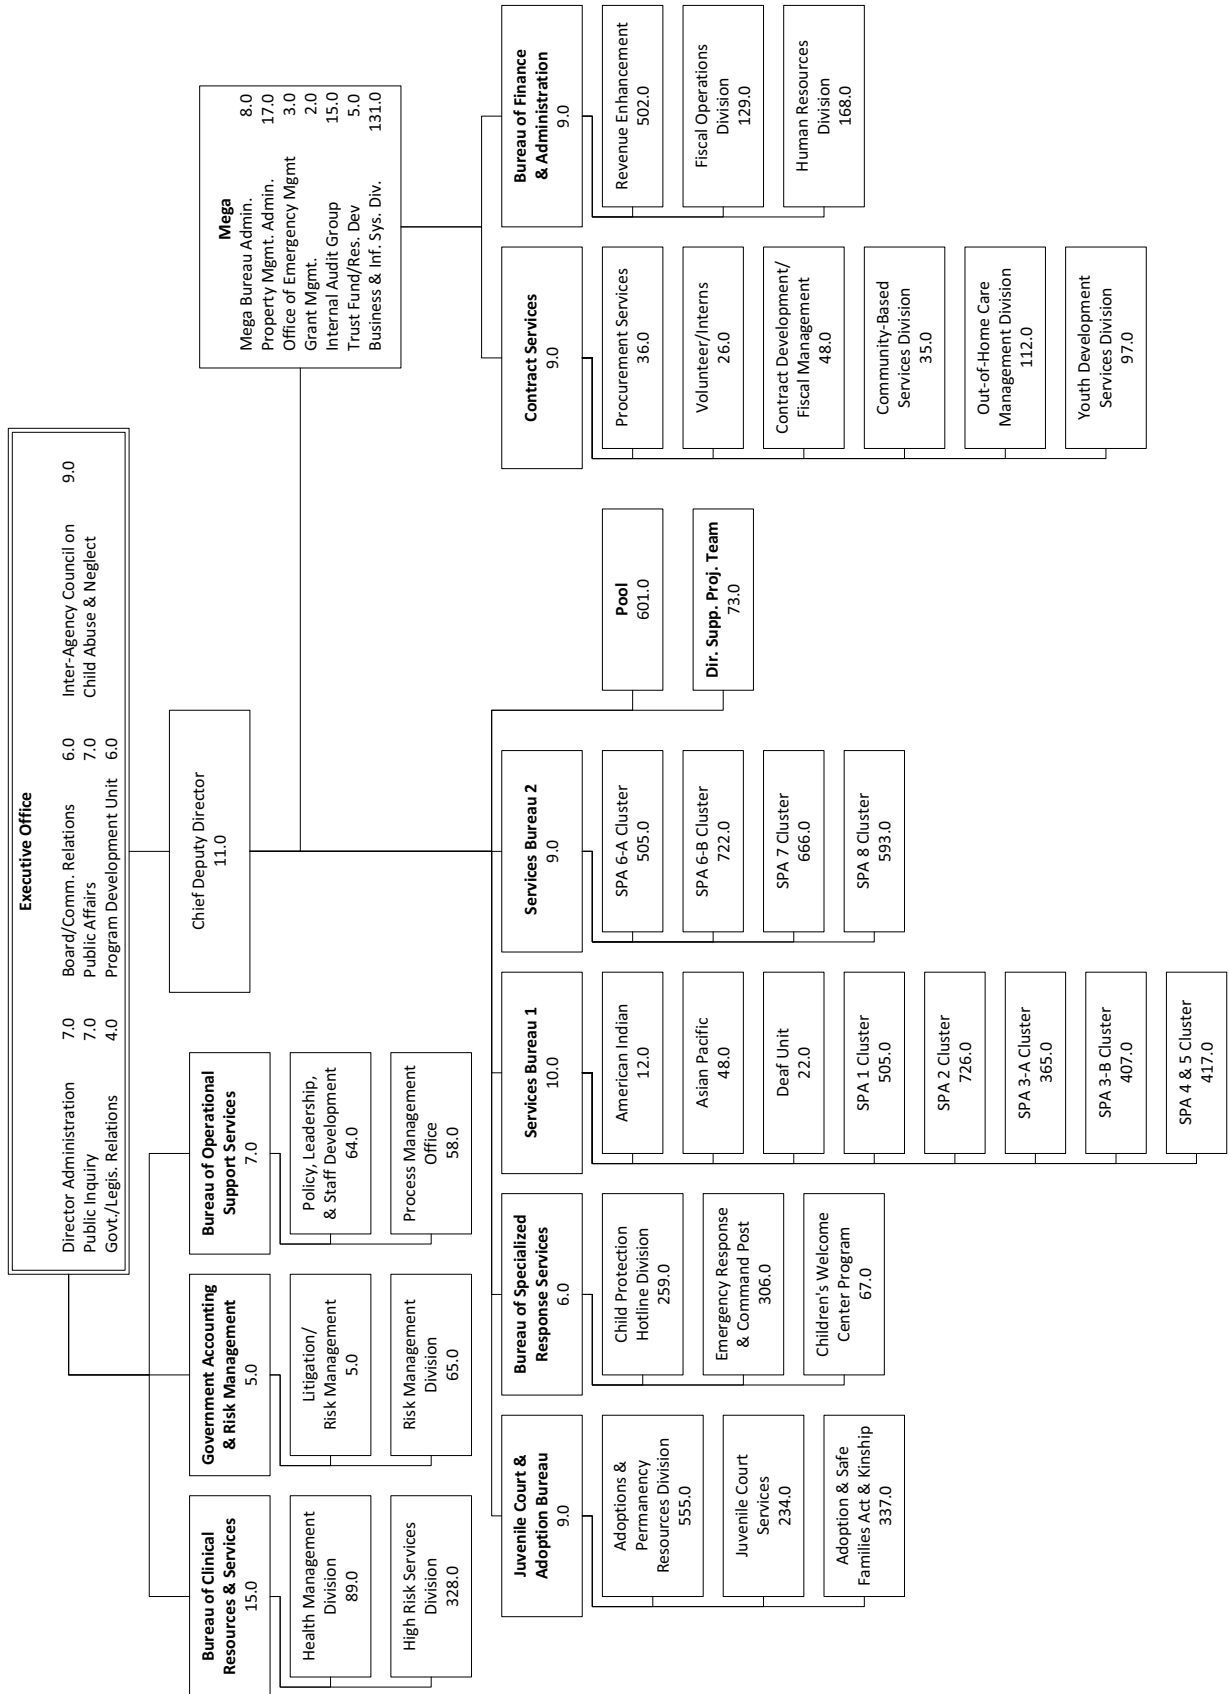 Executive Office
Director Administration 7.0 Board/Comm. Relations 6.0 Inter-Agency Council on 9.0
Public Inquiry 7.0 Public Affairs 7.0 Child Abuse & Neglect
Govt./Legis. Relations 4.0 Program Development Unit 6.0
Chief Deputy Director
11.0
Mega
Mega Bureau Admin. 8.0
Property Mgmt. Admin. 17.0
Office of Emergency Mgmt 3.0
Grant Mgmt. 2.0
Internal Audit Group 15.0
Trust Fund/Res. Dev 5.0
Business & Inf. Sys. Div. 131.0
Bureau of Clinical
Resources & Services
15.0
Health Management
Division
89.0
High Risk Services
Division
328.0
Government Accounting
& Risk Management
5.0
Litigation/
Risk Management
5.0
Risk Management
Division
65.0
Bureau of Operational
Support Services
7.0
Policy, Leadership,
& Staff Development
64.0
Process Management
Office
58.0
Juvenile Court &
Adoption Bureau
9.0
Adoptions &
Permanency
Resources Division
555.0
Juvenile Court
Services
234.0
Adoption & Safe
Families Act & Kinship
337.0
Bureau of Specialized
Response Services
6.0
Child Protection
Hotline Division
259.0
Emergency Response
& Command Post
306.0
Children's Welcome
Center Program
67.0
Services Bureau 1
10.0
American Indian
12.0
Asian Pacific
48.0
Deaf Unit
22.0
SPA 1 Cluster
505.0
SPA 2 Cluster
726.0
SPA 3-A Cluster
365.0
SPA 3-B Cluster
407.0
SPA 4 & 5 Cluster
417.0
Services Bureau 2
9.0
SPA 6-A Cluster
505.0
SPA 6-B Cluster
722.0
SPA 7 Cluster
666.0
SPA 8 Cluster
593.0
Pool
601.0
Dir. Supp. Proj. Team
73.0
Contract Services
9.0
Procurement Services
36.0
Volunteer/Interns
26.0
Contract Development/
Fiscal Management
48.0
Community-Based
Services Division
35.0
Out-of-Home Care
Management Division
112.0
Youth Development
Services Division
97.0
Bureau of Finance
& Administration
9.0
Revenue Enhancement
502.0
Fiscal Operations
Division
129.0
Human Resources
Division
168.0